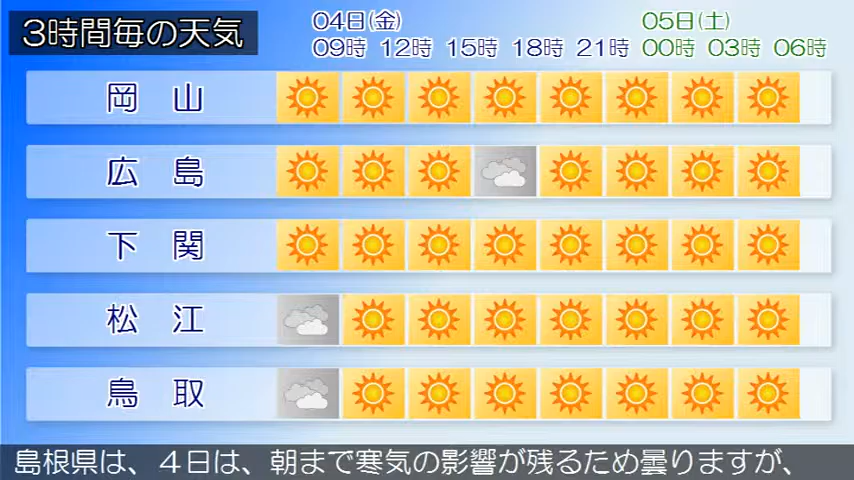 3時間毎の天気
04日(金) 05日(土)
09時 12時 15時 18時 21時 00時 03時 06時
岡 山
広 島
下 関
松 江
鳥 取
島根県は、４日は、朝まで寒気の影響が残るため曇りますが、